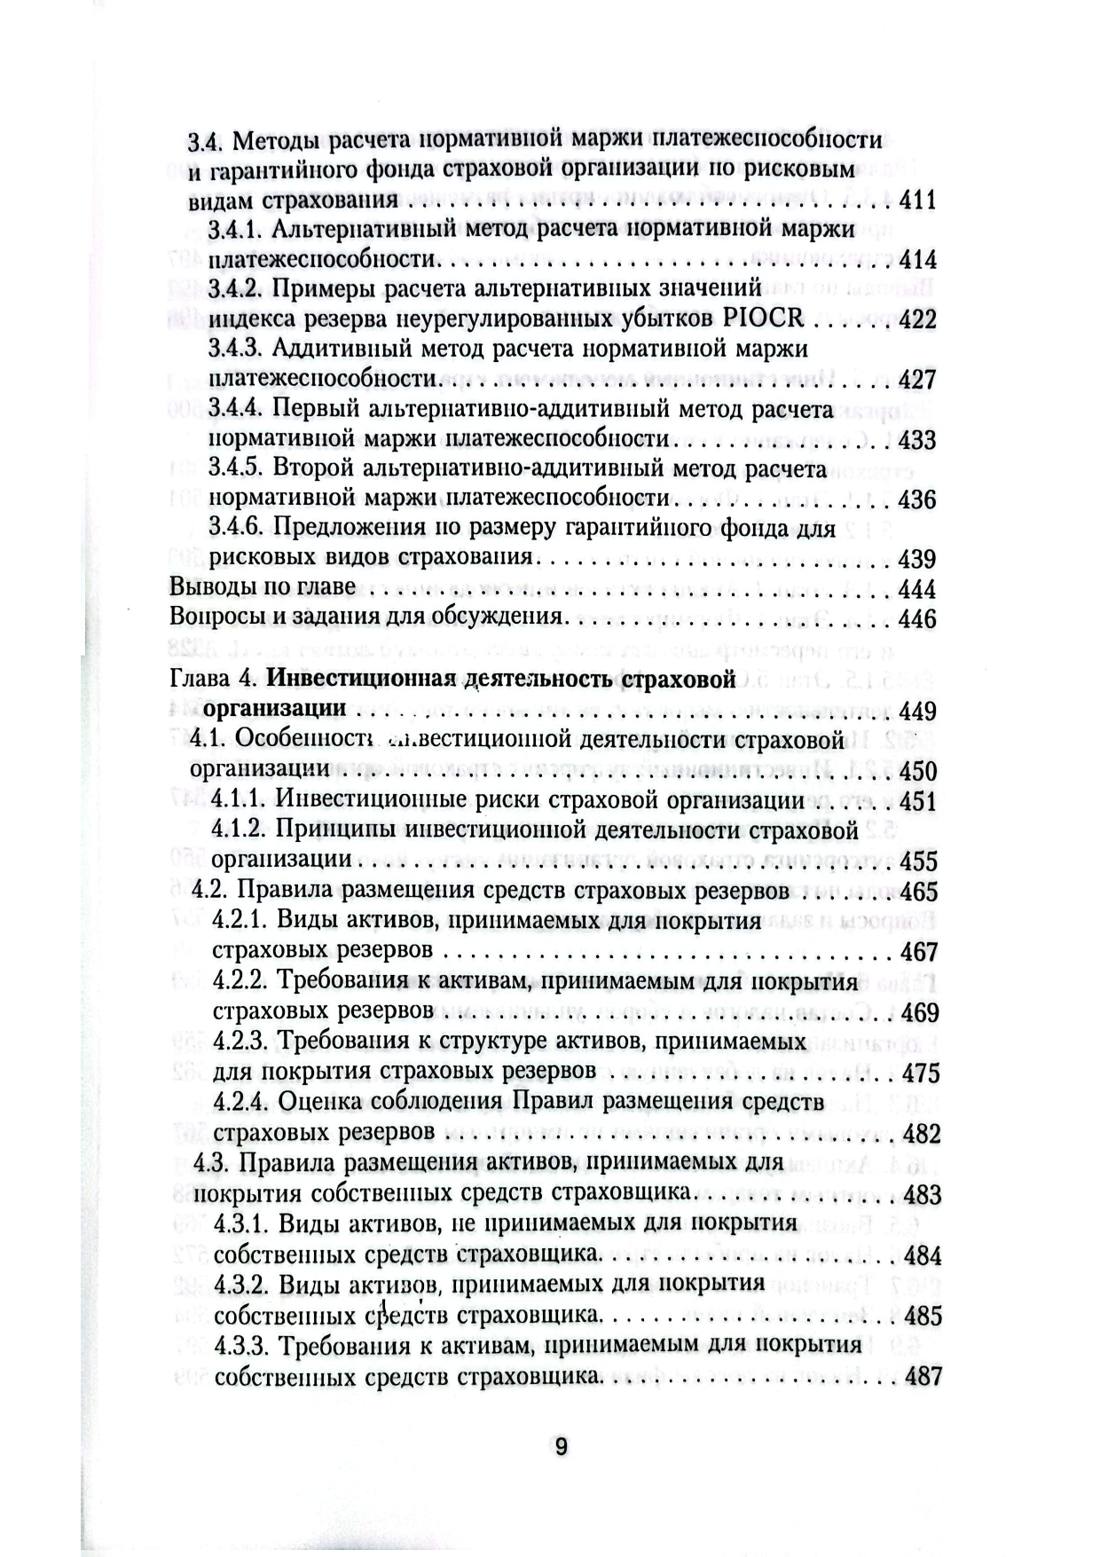 3.4. Методы расчета нормативной маржи платежеспособности
и гарантийного фонда страховой организации по рисковым
видам страхования . . . . . . . . . . . . . . . . . . . . . . . . . . . . . . . . 411
3.4.1. Альтернативный метод расчета нормативной маржи
платежеспособности. . . . . . . . . . . . . . . . . . . . . . . . . . . . . . 414
3.4.2. Примеры расчета альтернативных значений
индекса резерва неурегулированных убытков PIOCR . . . . . . 422
3.4.3. Аддитивный метод расчета нормативной маржи
платежеспособности. . . . . . . . . . . . . . . . . . . . . . . . . . . . . . 427
3.4.4. Первый альтернативно-аддитивный метод расчета
нормативной маржи платежеспособности. . . . . . . . . . . . . . . 433
3.4.5. Второй альтернативно-аддитивный метод расчета
нормативной маржи платежеспособности. . . . . . . . . . . . . . . 436
3.4.6. Предложения по размеру гарантийного фонда для
рисковых видов страхования. . . . . . . . . . . . . . . . . . . . . . . . 439
Выводы по главе . . . . . . . . . . . . . . . . . . . . . . . . . . . . . . . . . . . 444
Вопросы и задания для обсуждения. . . . . . . . . . . . . . . . . . . . . . 446
Глава 4. Инвестиционная деятельность страховой
организации . . . . . . . . . . . . . . . . . . . . . . . . . . . . . . . . . . . . 449
4.1. Особенности инвестиционной деятельности страховой
организации . . . . . . . . . . . . . . . . . . . . . . . . . . . . . . . . . . . . . 450
4.1.1. Инвестиционные риски страховой организации . . . . . . 451
4.1.2. Принципы инвестиционной деятельности страховой
организации . . . . . . . . . . . . . . . . . . . . . . . . . . . . . . . . . . . . 455
4.2. Правила размещения средств страховых резервов . . . . . . . 465
4.2.1. Виды активов, принимаемых для покрытия
страховых резервов . . . . . . . . . . . . . . . . . . . . . . . . . . . . . . 467
4.2.2. Требования к активам, принимаемым для покрытия
страховых резервов . . . . . . . . . . . . . . . . . . . . . . . . . . . . . . 469
4.2.3. Требования к структуре активов, принимаемых
для покрытия страховых резервов . . . . . . . . . . . . . . . . . . . 475
4.2.4. Оценка соблюдения Правил размещения средств
страховых резервов . . . . . . . . . . . . . . . . . . . . . . . . . . . . . . 482
4.3. Правила размещения активов, принимаемых для
покрытия собственных средств страховщика. . . . . . . . . . . . . . 483
4.3.1. Виды активов, не принимаемых для покрытия
собственных средств страховщика. . . . . . . . . . . . . . . . . . . . 484
4.3.2. Виды активов, принимаемых для покрытия
собственных средств страховщика. . . . . . . . . . . . . . . . . . . . 485
4.3.3. Требования к активам, принимаемым для покрытия
собственных средств страховщика. . . . . . . . . . . . . . . . . . . . 487
9